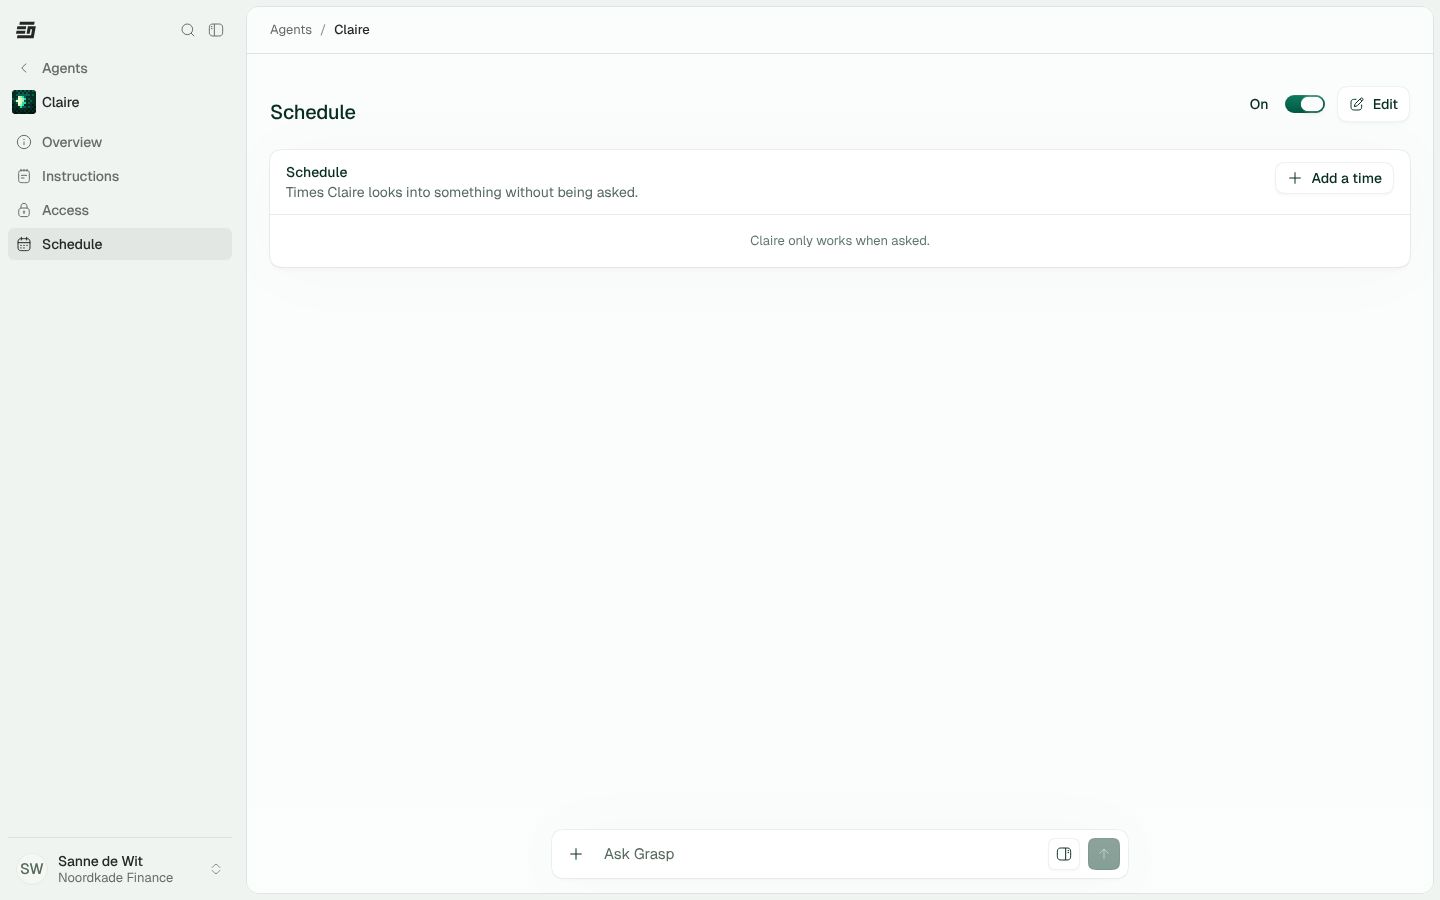 Agents / Claire
Agents
Claire
Overview
Instructions
Access
Schedule
Schedule
On
Edit
Schedule
Times Claire looks into something without being asked.
Add a time
Claire only works when asked.
Ask Grasp
SW
Sanne de Wit
Noordkade Finance